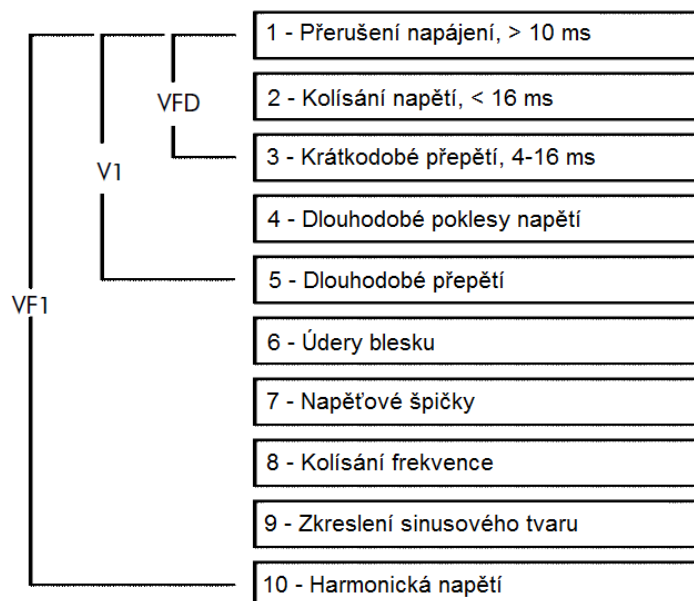 1 - Přerušení napájení, > 10 ms
2 - Kolísání napětí, < 16 ms
VFD
3 - Krátkodobé přepětí, 4-16 ms
V1
4 - Dlouhodobé poklesy napětí
5 - Dlouhodobé přepětí
VF1
6 - Údery blesku
7 - Napěťové špičky
8 - Kolísání frekvence
9 - Zkreslení sinusového tvaru
10 - Harmonická napětí